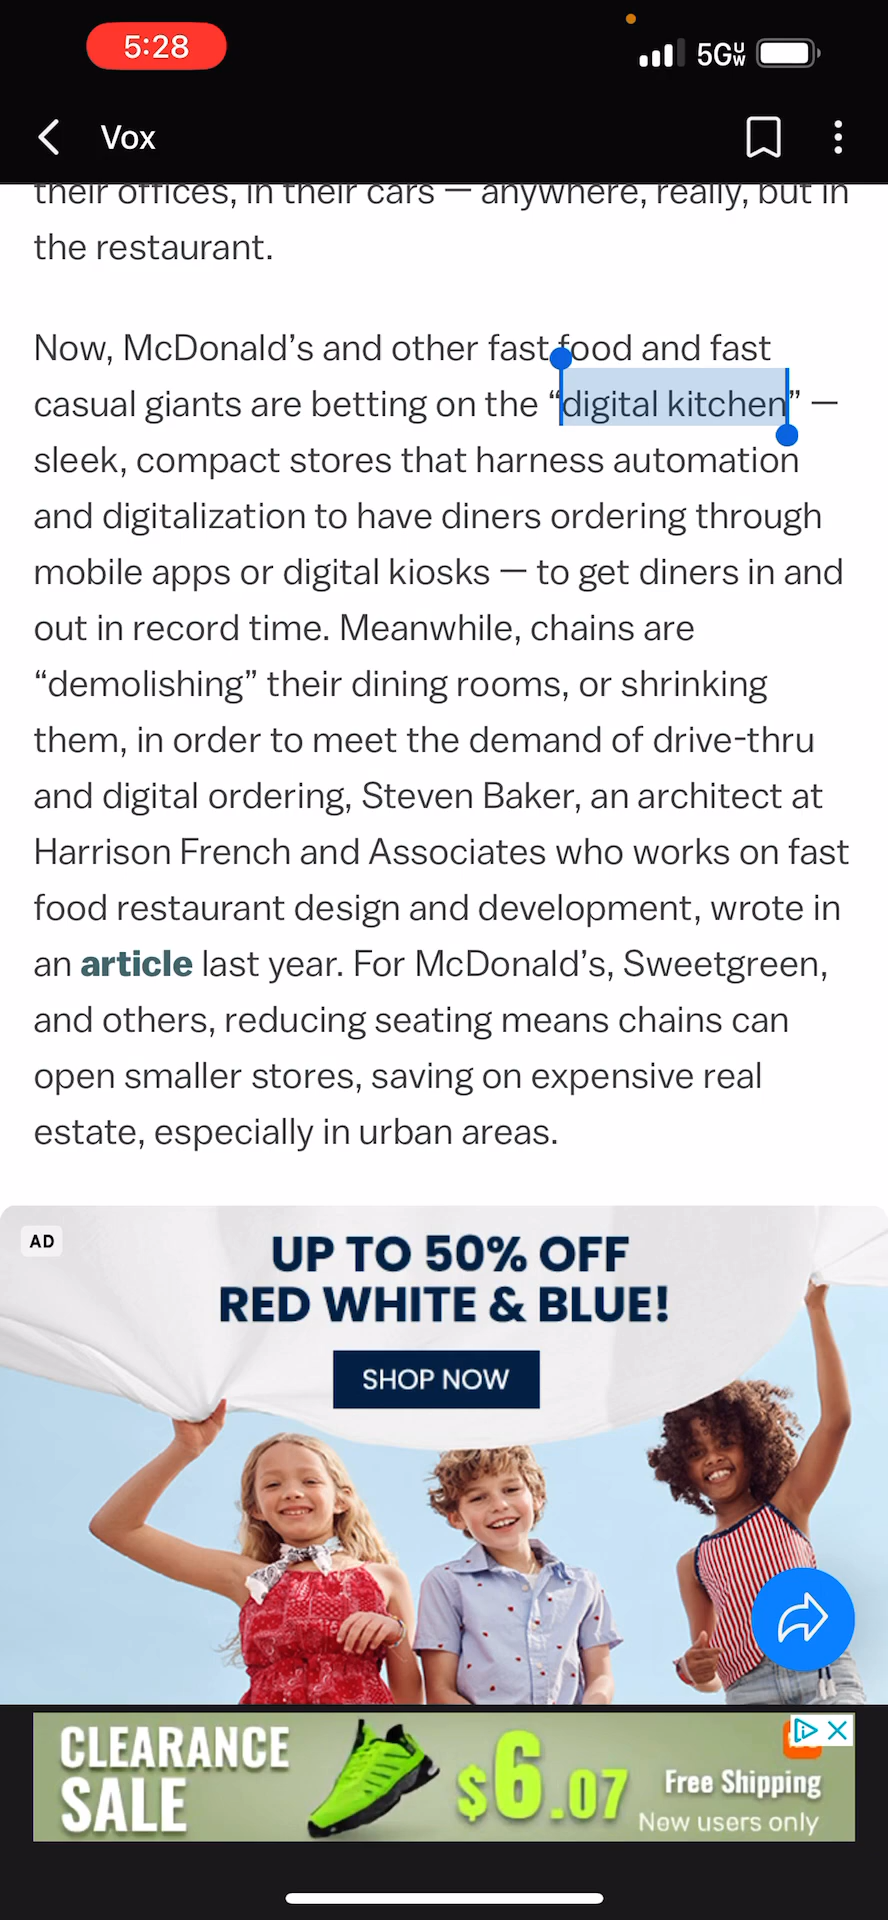 5:28
5G UW
Vox
their offices, in their cars — anywhere, really, but in
the restaurant.
Now, McDonald’s and other fast food and fast
casual giants are betting on the “digital kitchen” —
sleek, compact stores that harness automation
and digitalization to have diners ordering through
mobile apps or digital kiosks — to get diners in and
out in record time. Meanwhile, chains are
“demolishing” their dining rooms, or shrinking
them, in order to meet the demand of drive-thru
and digital ordering, Steven Baker, an architect at
Harrison French and Associates who works on fast
food restaurant design and development, wrote in
an article last year. For McDonald’s, Sweetgreen,
and others, reducing seating means chains can
open smaller stores, saving on expensive real
estate, especially in urban areas.
AD
UP TO 50% OFF
RED WHITE & BLUE!
SHOP NOW
CLEARANCE
SALE
$6.07
Free Shipping
New users only